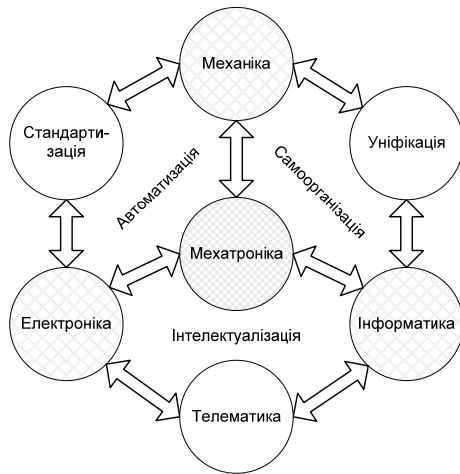 Механіка
Стандарти-
зація
Уніфікація
Автоматизація
Самоорганізація
Мехатроніка
Електроніка
Інформатика
Інтелектуалізація
Телематика